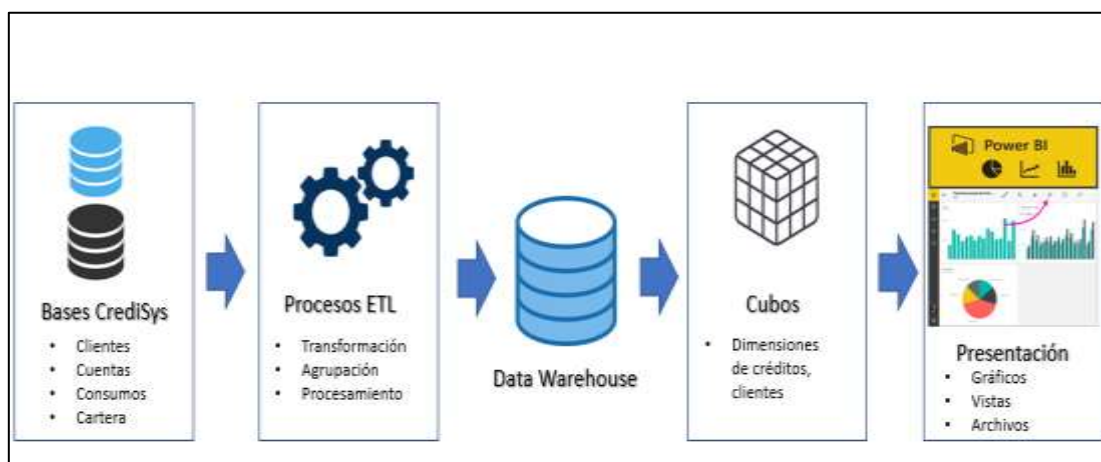 Bases CrediSys
• Clientes
• Cuentas
• Consumos
• Cartera
Procesos ETL
• Transformación
• Agrupación
• Procesamiento
Data Warehouse
Cubos
• Dimensiones
de créditos,
clientes
Power BI
Presentación
• Gráficos
• Vistas
• Archivos